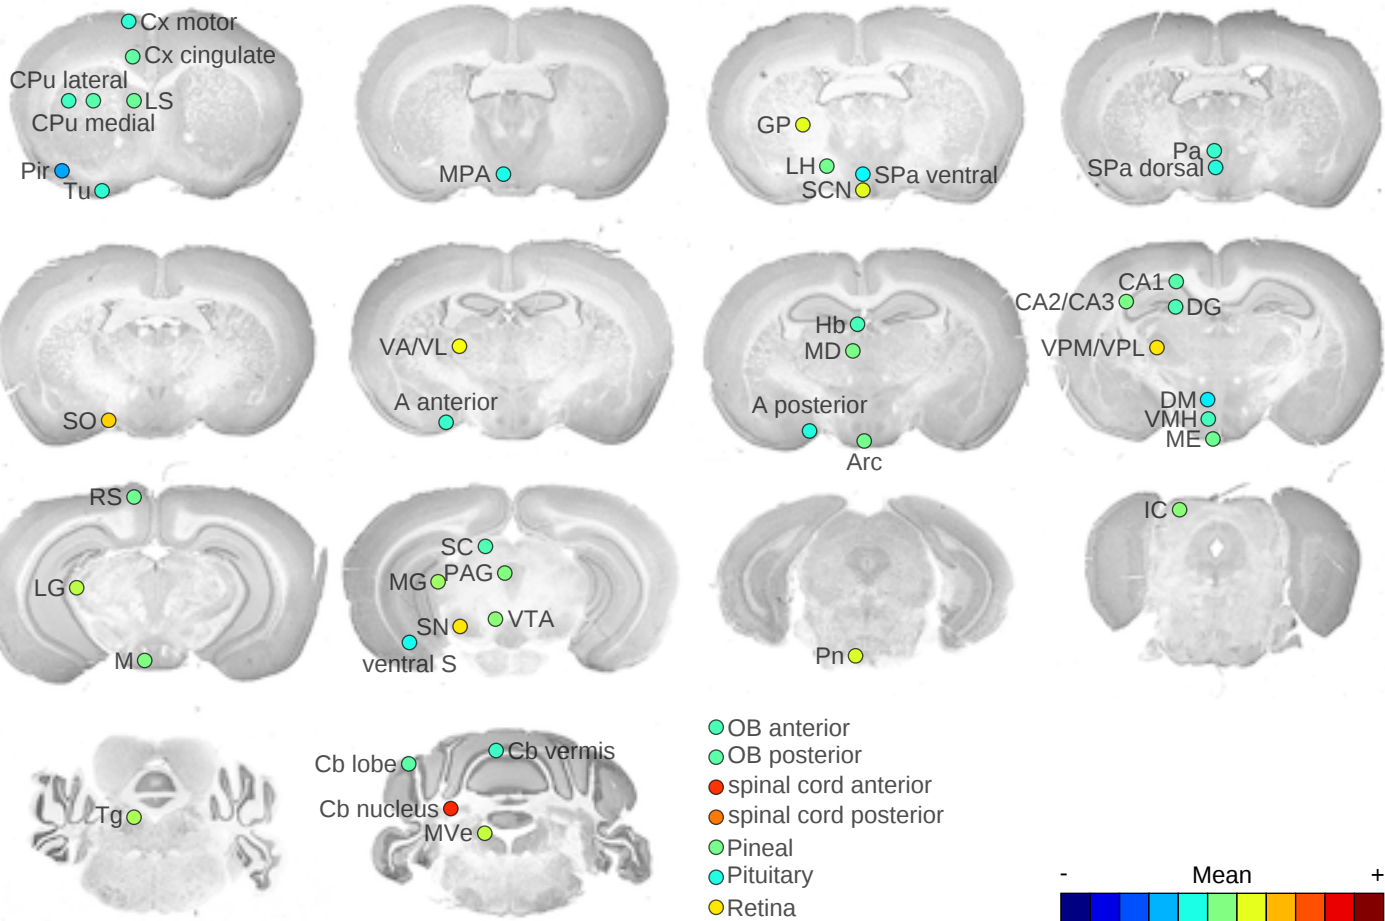 Cx motor
Cx cingulate
CPu lateral
LS
CPu medial
Pir
Tu
MPA
GP
LH
SPa ventral
SCN
Pa
SPa dorsal
SO
VA/VL
A anterior
Hb
MD
A posterior
Arc
CA1
CA2/CA3
DG
VPM/VPL
DM
VMH
ME
RS
LG
M
SC
MG
PAG
SN
VTA
ventral S
Pn
IC
Tg
Cb lobe
Cb vermis
Cb nucleus
MVe
OB anterior
OB posterior
spinal cord anterior
spinal cord posterior
Pineal
Pituitary
Retina
- Mean +